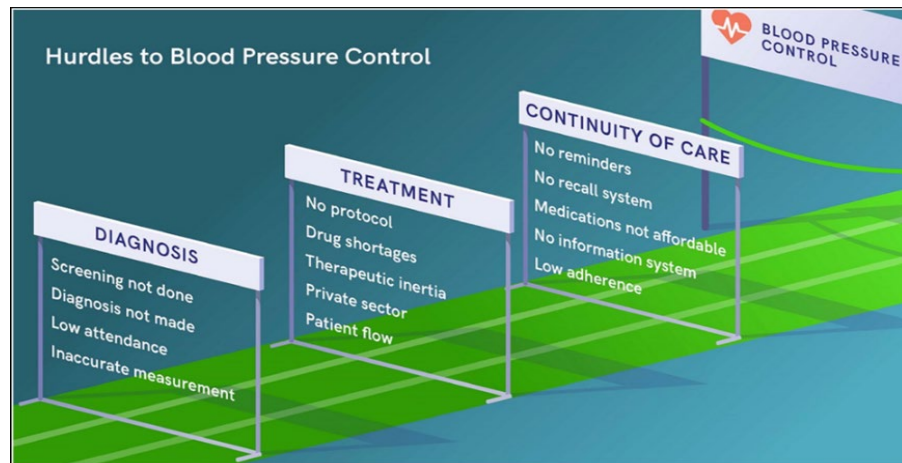 Hurdles to Blood Pressure Control
DIAGNOSIS
Screening not done
Diagnosis not made
Low attendance
Inaccurate measurement
TREATMENT
No protocol
Drug shortages
Therapeutic inertia
Private sector
Patient flow
CONTINUITY OF CARE
No reminders
No recall system
Medications not affordable
No information system
Low adherence
BLOOD PRESSURE
CONTROL